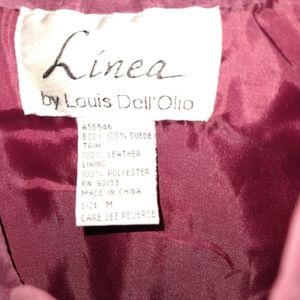 Linea
by Louis Dell'Olio
A55546
BODY 100% SUEDE
TRIM
100% LEATHER
LINING
100% POLYESTER
RN 90133
MADE IN CHINA
SIZE M
CARE SEE REVERSE